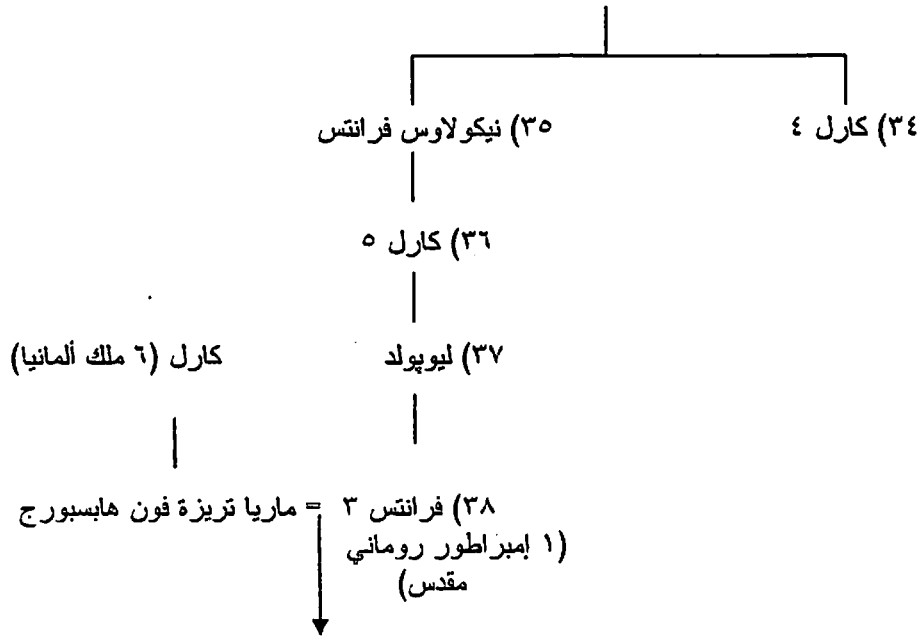 ٣٤) كارل ٤
٣٥) نيكولاوس فرانتس
٣٦) كارل ٥
٣٧) ليوپولد
كارل (٦ ملك ألمانيا)
٣٨) فرانتس ٣ = ماريا تريزة فون هابسبورج
(١ إمبراطور روماني
مقدس)